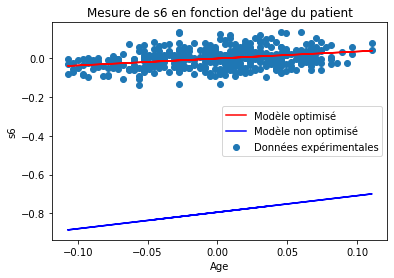 Mesure de s6 en fonction del'âge du patient
0.0
−0.2
−0.4
−0.6
−0.8
s6
Modèle optimisé
Modèle non optimisé
Données expérimentales
−0.10
−0.05
0.00
0.05
0.10
Age